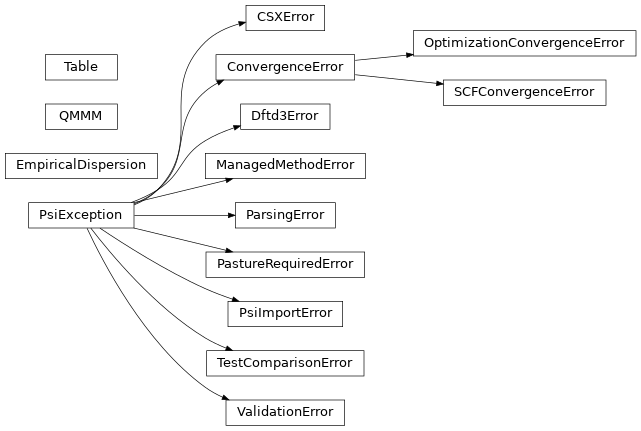 CSXError
OptimizationConvergenceError
Table
ConvergenceError
SCFConvergenceError
QMMM
Dftd3Error
EmpiricalDispersion
ManagedMethodError
PsiException
ParsingError
PastureRequiredError
PsiImportError
TestComparisonError
ValidationError